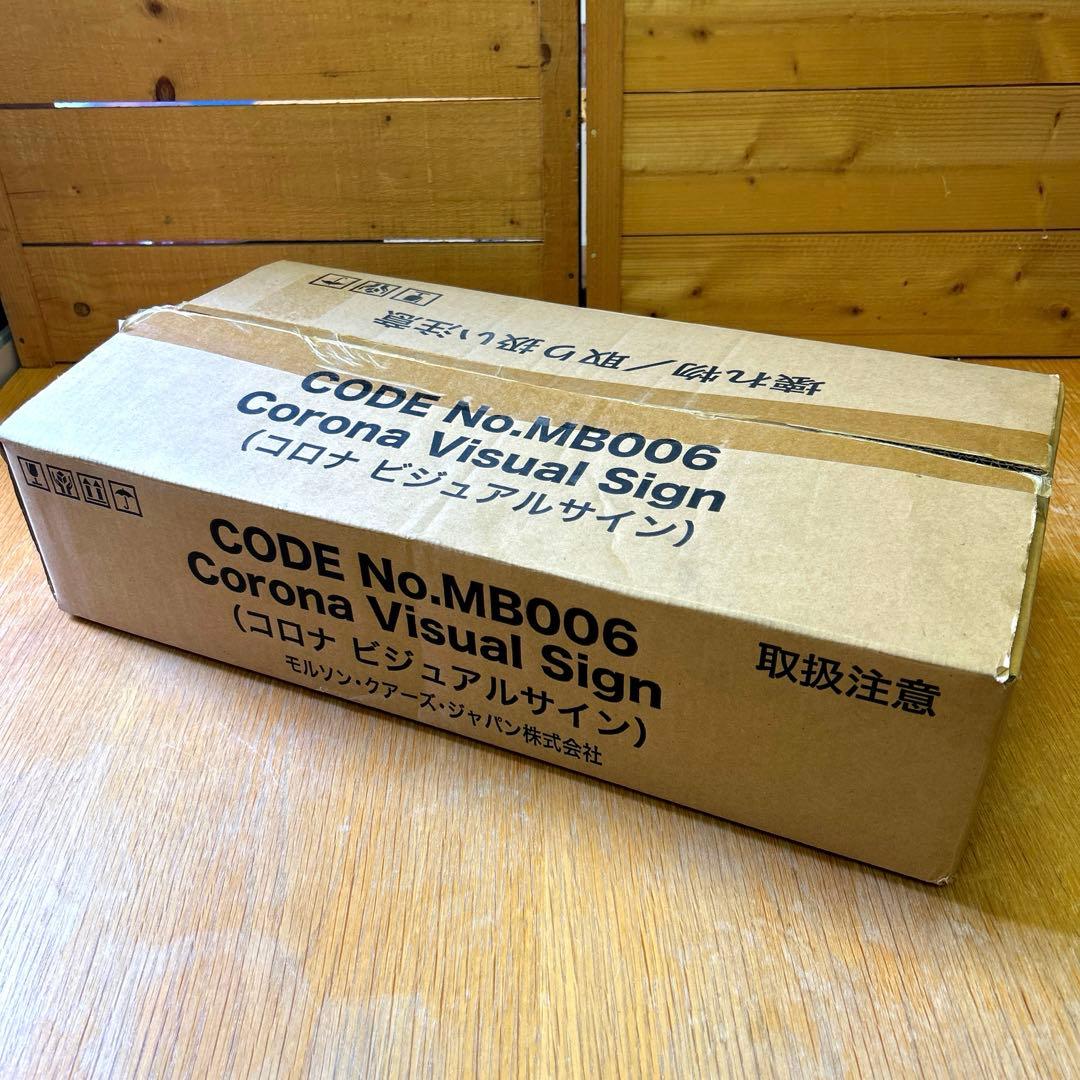 壊れ物／取り扱い注意
CODE No.MB006
Corona Visual Sign
(コロナ ビジュアルサイン)
CODE No.MB006
Corona Visual Sign
(コロナ ビジュアルサイン)
モルソン・クアーズ・ジャパン株式会社
取扱注意